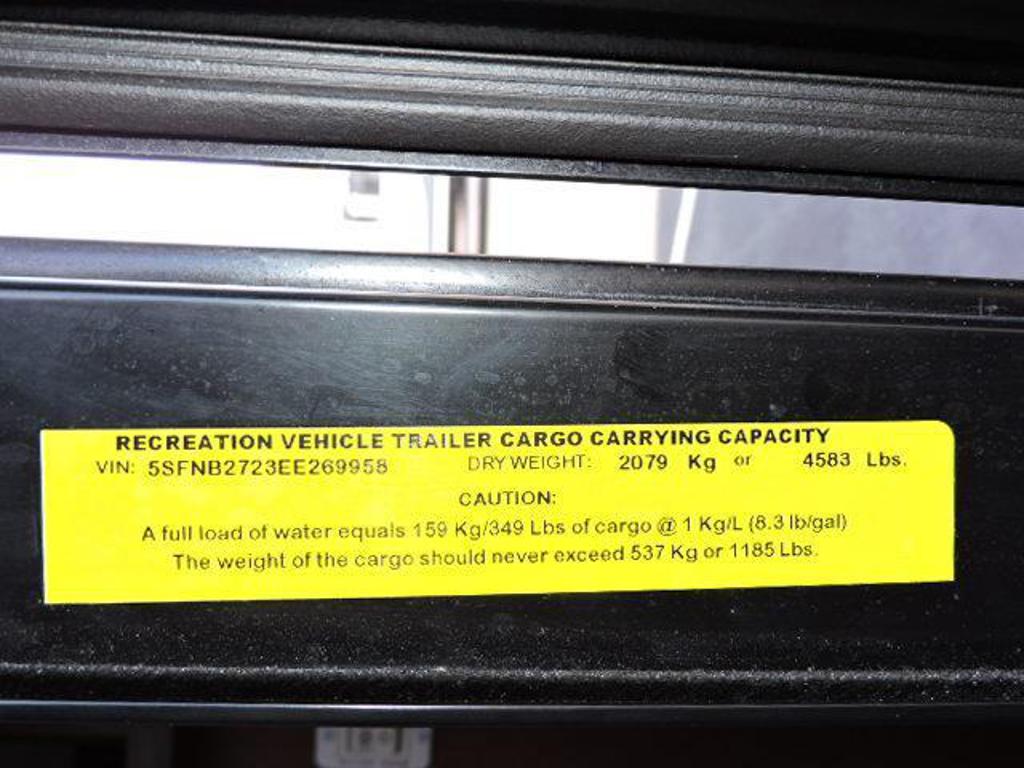 RECREATION VEHICLE TRAILER CARGO CARRYING CAPACITY
VIN: 5SFNB2723EE269958 DRY WEIGHT: 2079 Kg or 4583 Lbs.
CAUTION:
A full load of water equals 159 Kg/349 Lbs of cargo @ 1 Kg/L (8.3 lb/gal)
The weight of the cargo should never exceed 537 Kg or 1185 Lbs.